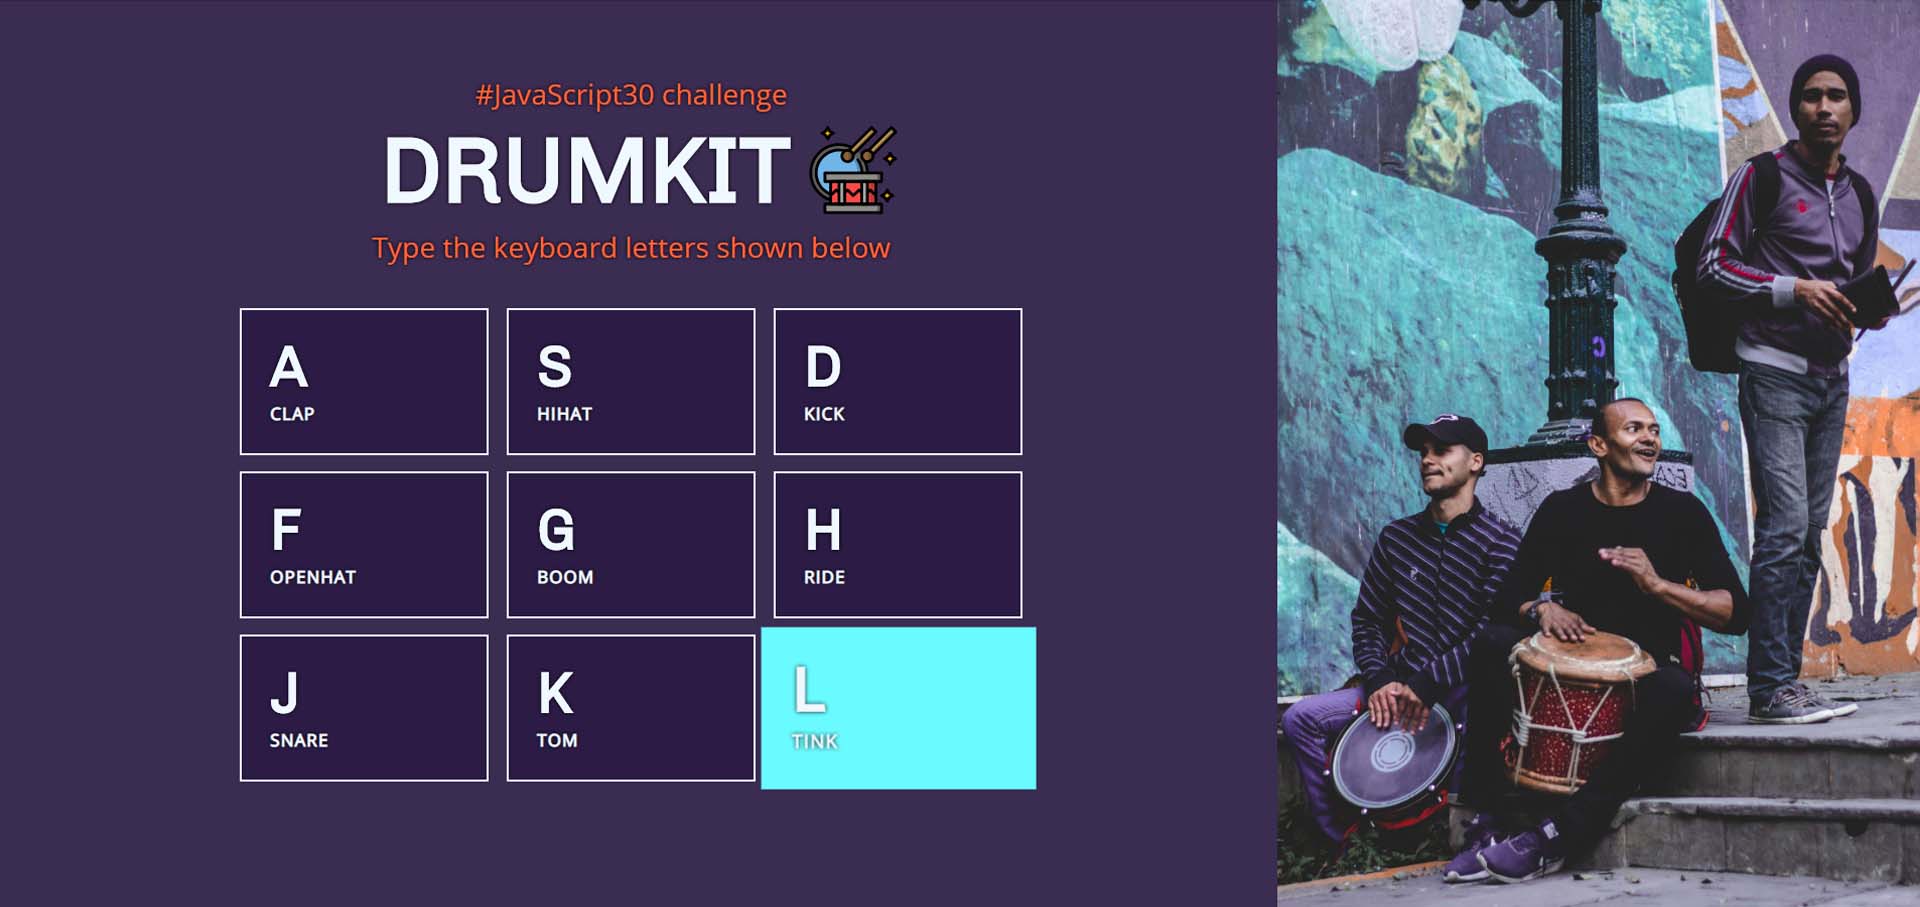 #JavaScript30 challenge
DRUMKIT
Type the keyboard letters shown below
A
CLAP
S
HIHAT
D
KICK
F
OPENHAT
G
BOOM
H
RIDE
J
SNARE
K
TOM
L
TINK